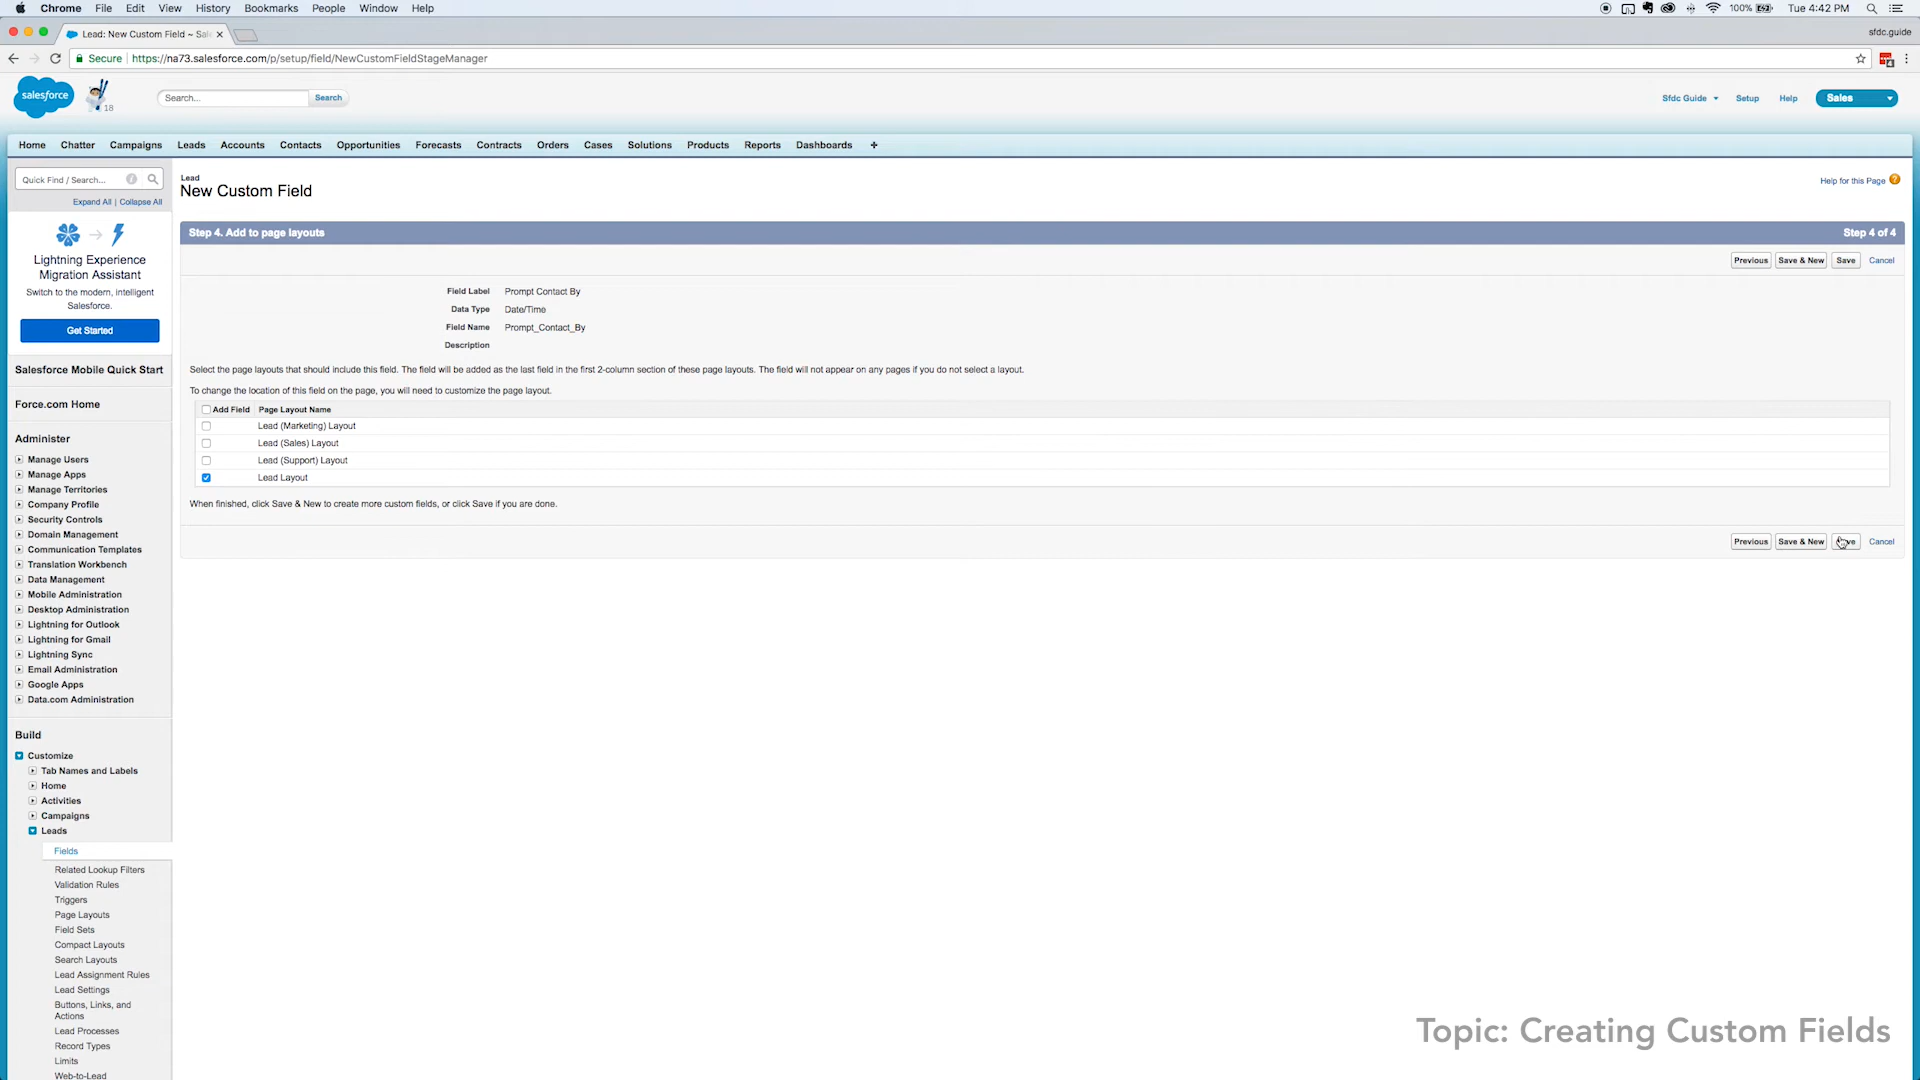 Chrome File Edit View History Bookmarks People Window Help 100% Tue 4:42 PM
Lead: New Custom Field ~ Sal
sfdc.guide
Secure https://na73.salesforce.com/p/setup/field/NewCustomFieldStageManager
salesforce 18 Search... Search Sfdc Guide Setup Help Sales
Home Chatter Campaigns Leads Accounts Contacts Opportunities Forecasts Contracts Orders Cases Solutions Products Reports Dashboards +
Quick Find / Search...
Expand All | Collapse All
Lightning Experience
Migration Assistant
Switch to the modern, intelligent
Salesforce.
Get Started
Salesforce Mobile Quick Start
Force.com Home
Administer
Manage Users
Manage Apps
Manage Territories
Company Profile
Security Controls
Domain Management
Communication Templates
Translation Workbench
Data Management
Mobile Administration
Desktop Administration
Lightning for Outlook
Lightning for Gmail
Lightning Sync
Email Administration
Google Apps
Data.com Administration
Build
Customize
Tab Names and Labels
Home
Activities
Campaigns
Leads
Fields
Related Lookup Filters
Validation Rules
Triggers
Page Layouts
Field Sets
Compact Layouts
Search Layouts
Lead Assignment Rules
Lead Settings
Buttons, Links, and
Actions
Lead Processes
Record Types
Limits
Web-to-Lead
Lead
New Custom Field
Help for this Page
Step 4. Add to page layouts Step 4 of 4
Previous Save & New Save Cancel
Field Label Prompt Contact By
Data Type Date/Time
Field Name Prompt_Contact_By
Description
Select the page layouts that should include this field. The field will be added as the last field in the first 2-column section of these page layouts. The field will not appear on any pages if you do not select a layout.
To change the location of this field on the page, you will need to customize the page layout.
Add Field Page Layout Name
Lead (Marketing) Layout
Lead (Sales) Layout
Lead (Support) Layout
Lead Layout
When finished, click Save & New to create more custom fields, or click Save if you are done.
Previous Save & New Cancel
Topic: Creating Custom Fields